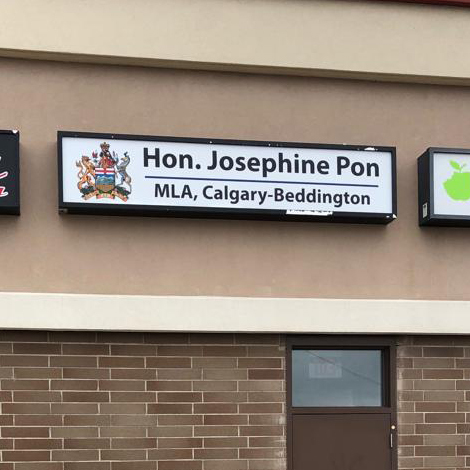 Hon. Josephine Pon
MLA, Calgary-Beddington